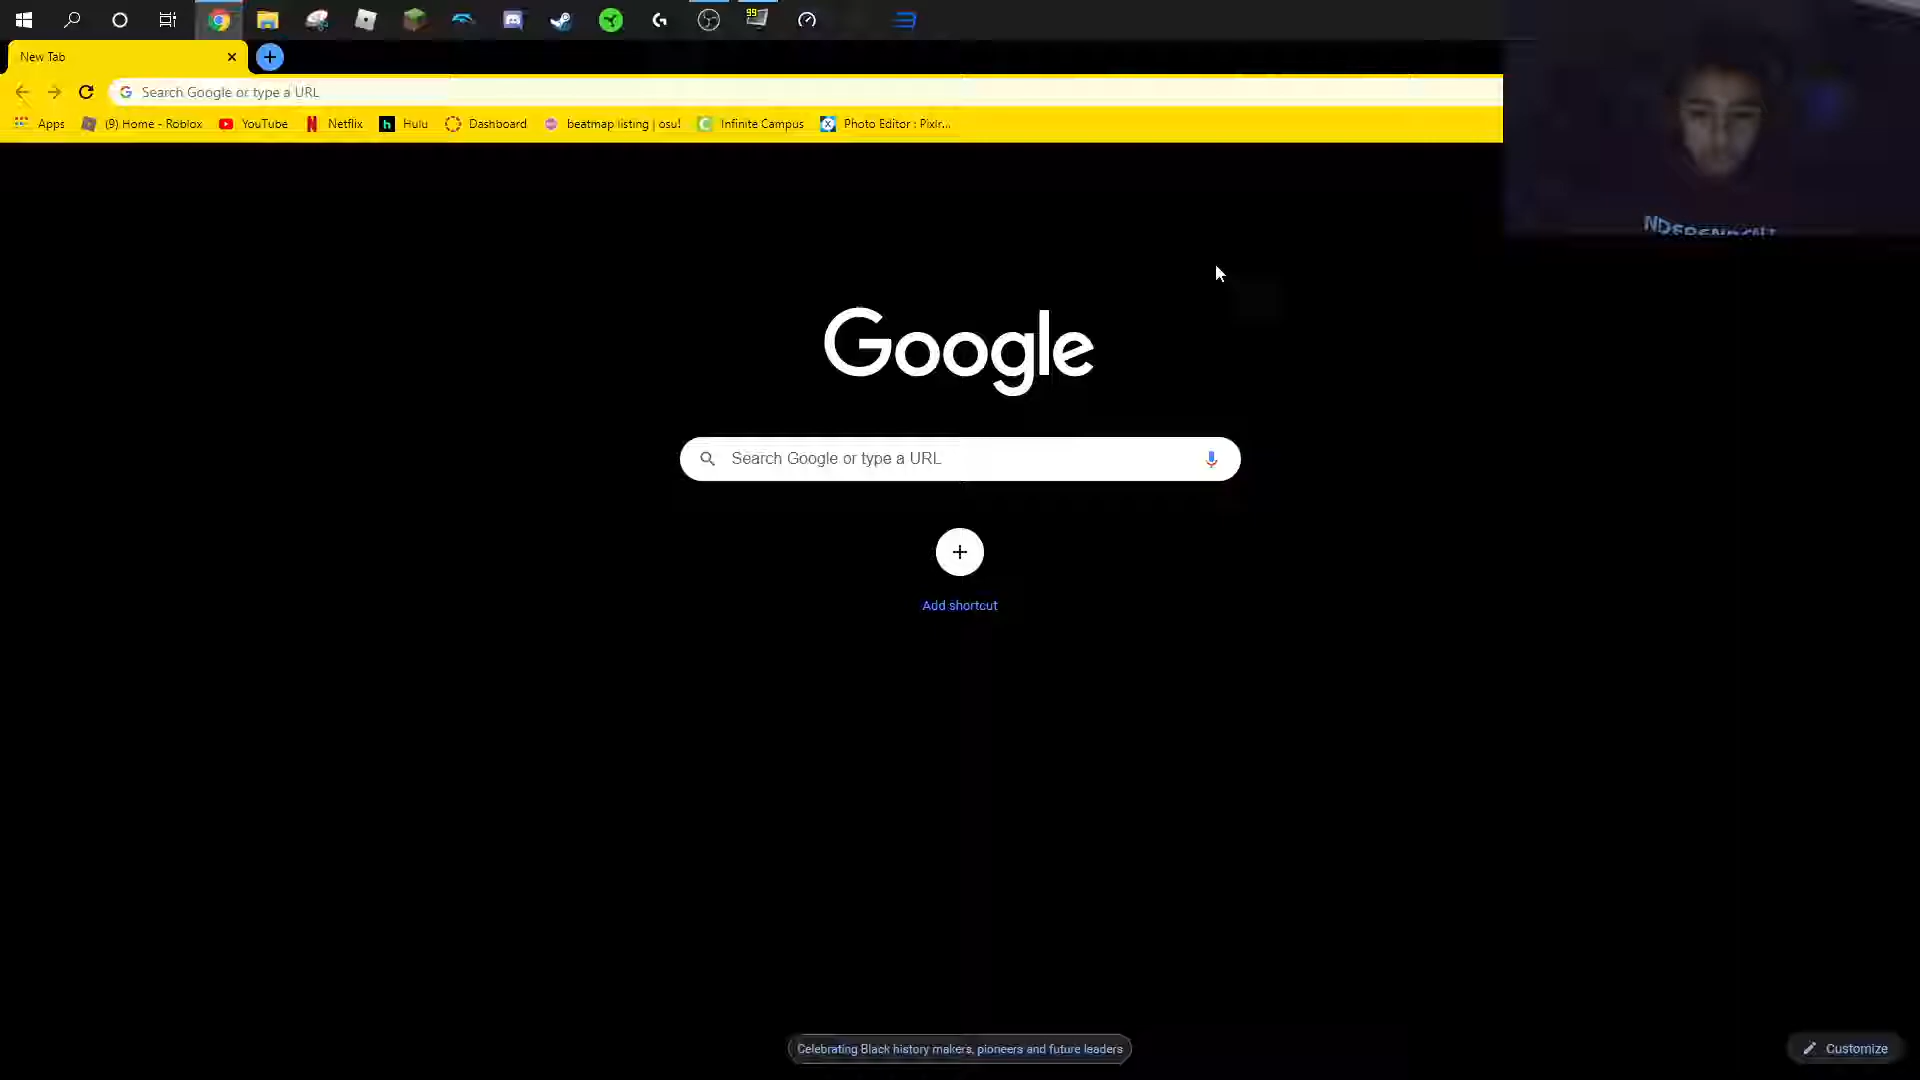 99
New Tab
Search Google or type a URL
Apps (9) Home - Roblox YouTube Netflix Hulu Dashboard beatmap listing | osu! Infinite Campus Photo Editor : Pixlr...
Google
Search Google or type a URL
Add shortcut
Celebrating Black history makers, pioneers and future leaders
Customize